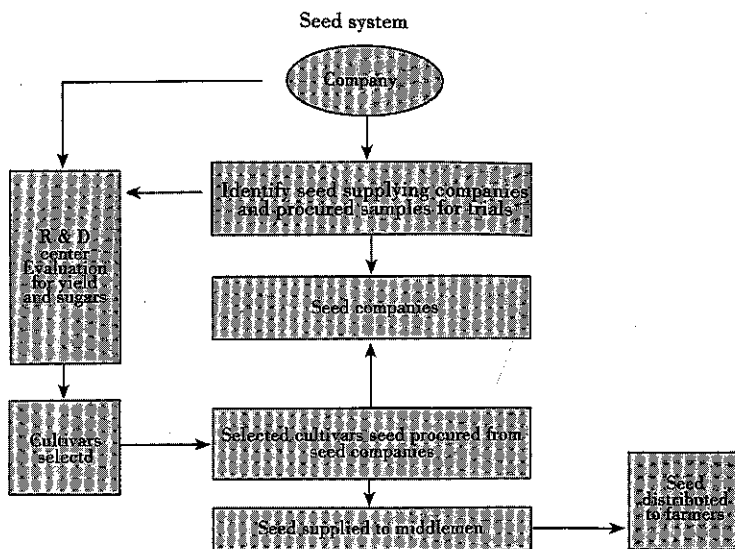 Seed system
Company
Identify seed supplying companies
and procured samples for trials
R & D
center
Evaluation
for yield
and sugars
Seed companies
Cultivars
selectd
Selected cultivars seed procured from
seed companies
Seed supplied to middlemen
Seed
distributed
to farmers